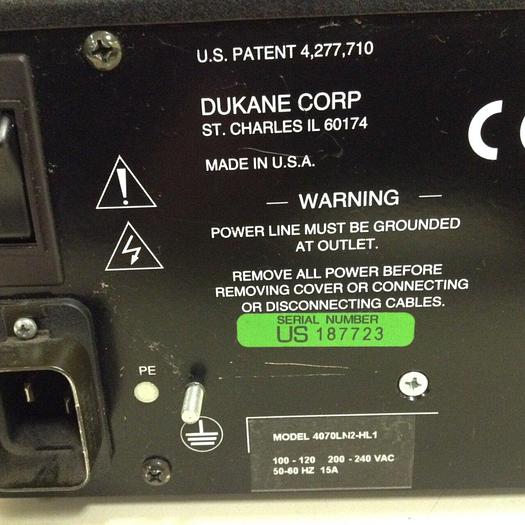 U.S. PATENT 4,277,710
DUKANE CORP
ST. CHARLES IL 60174
MADE IN U.S.A.
— WARNING —
POWER LINE MUST BE GROUNDED
AT OUTLET.
REMOVE ALL POWER BEFORE
REMOVING COVER OR CONNECTING
OR DISCONNECTING CABLES.
SERIAL NUMBER
US 187723
PE
MODEL 4070LN2-HL1
100 - 120 200 - 240 VAC
50-60 HZ 15A